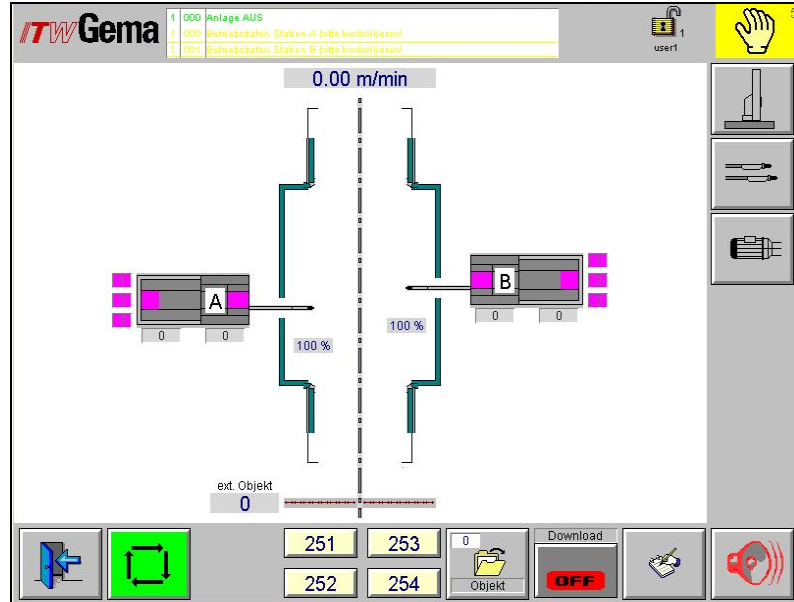 ITW Gema
1 000 Anlage AUS
1 000 Betriebsdaten Station A bitte kontrollieren!
1 001 Betriebsdaten Station B bitte kontrollieren!
1
user1
0.00 m/min
A
B
0 0
0 0
100 %
100 %
ext. Objekt
0
251 253
252 254
0
Objekt
Download
OFF